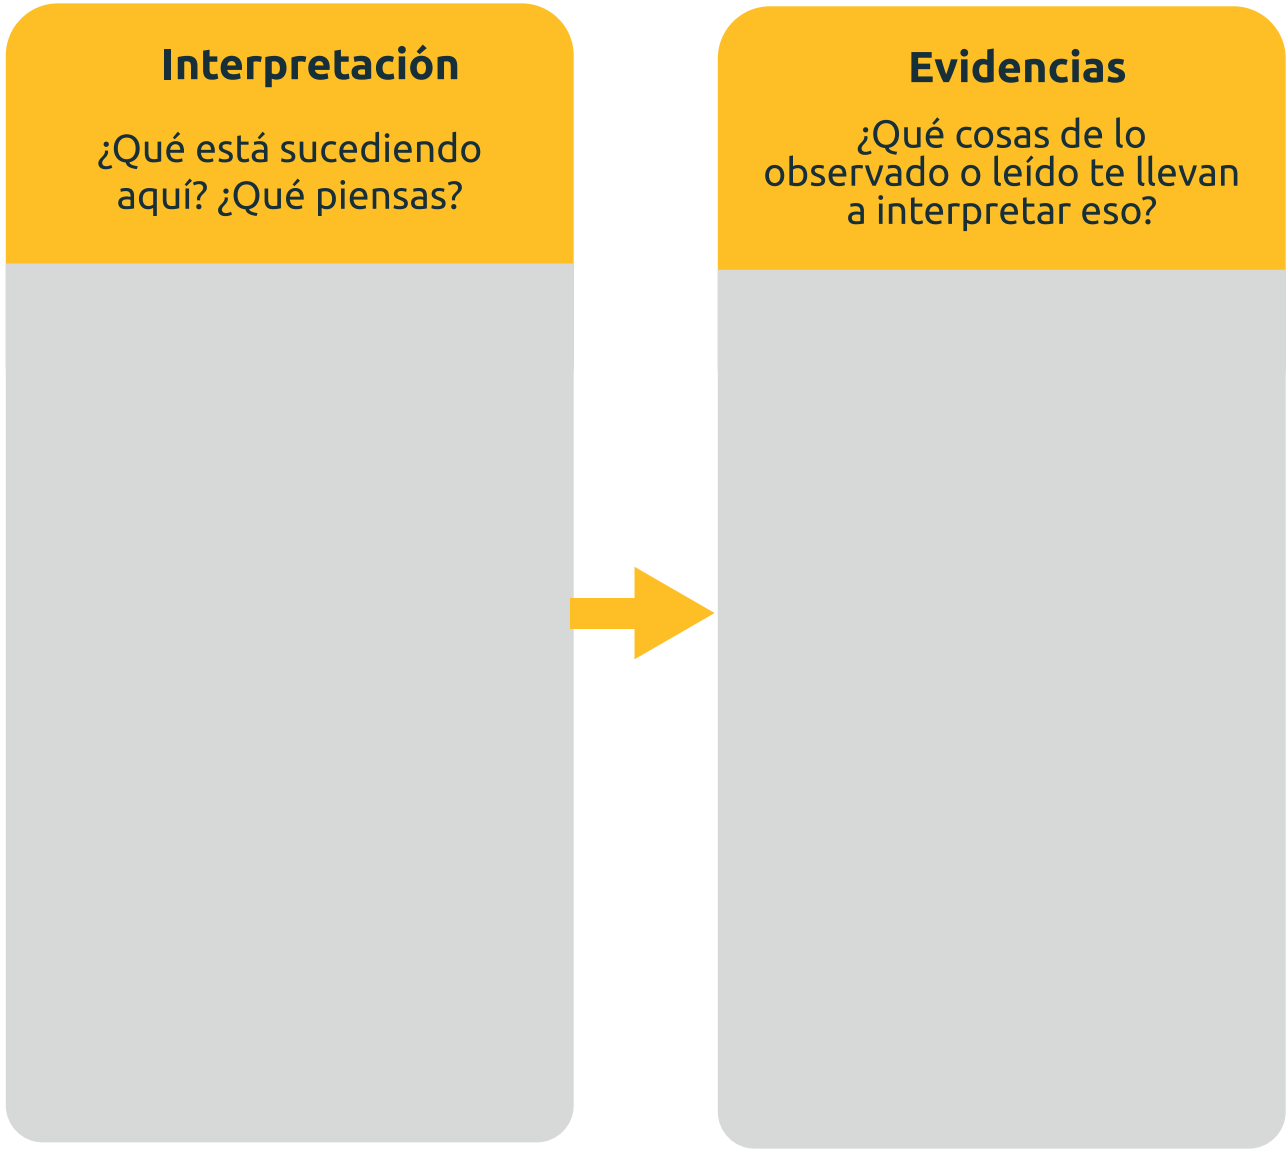 Interpretación
¿Qué está sucediendo
aquí? ¿Qué piensas?
Evidencias
¿Qué cosas de lo
observado o leído te llevan
a interpretar eso?